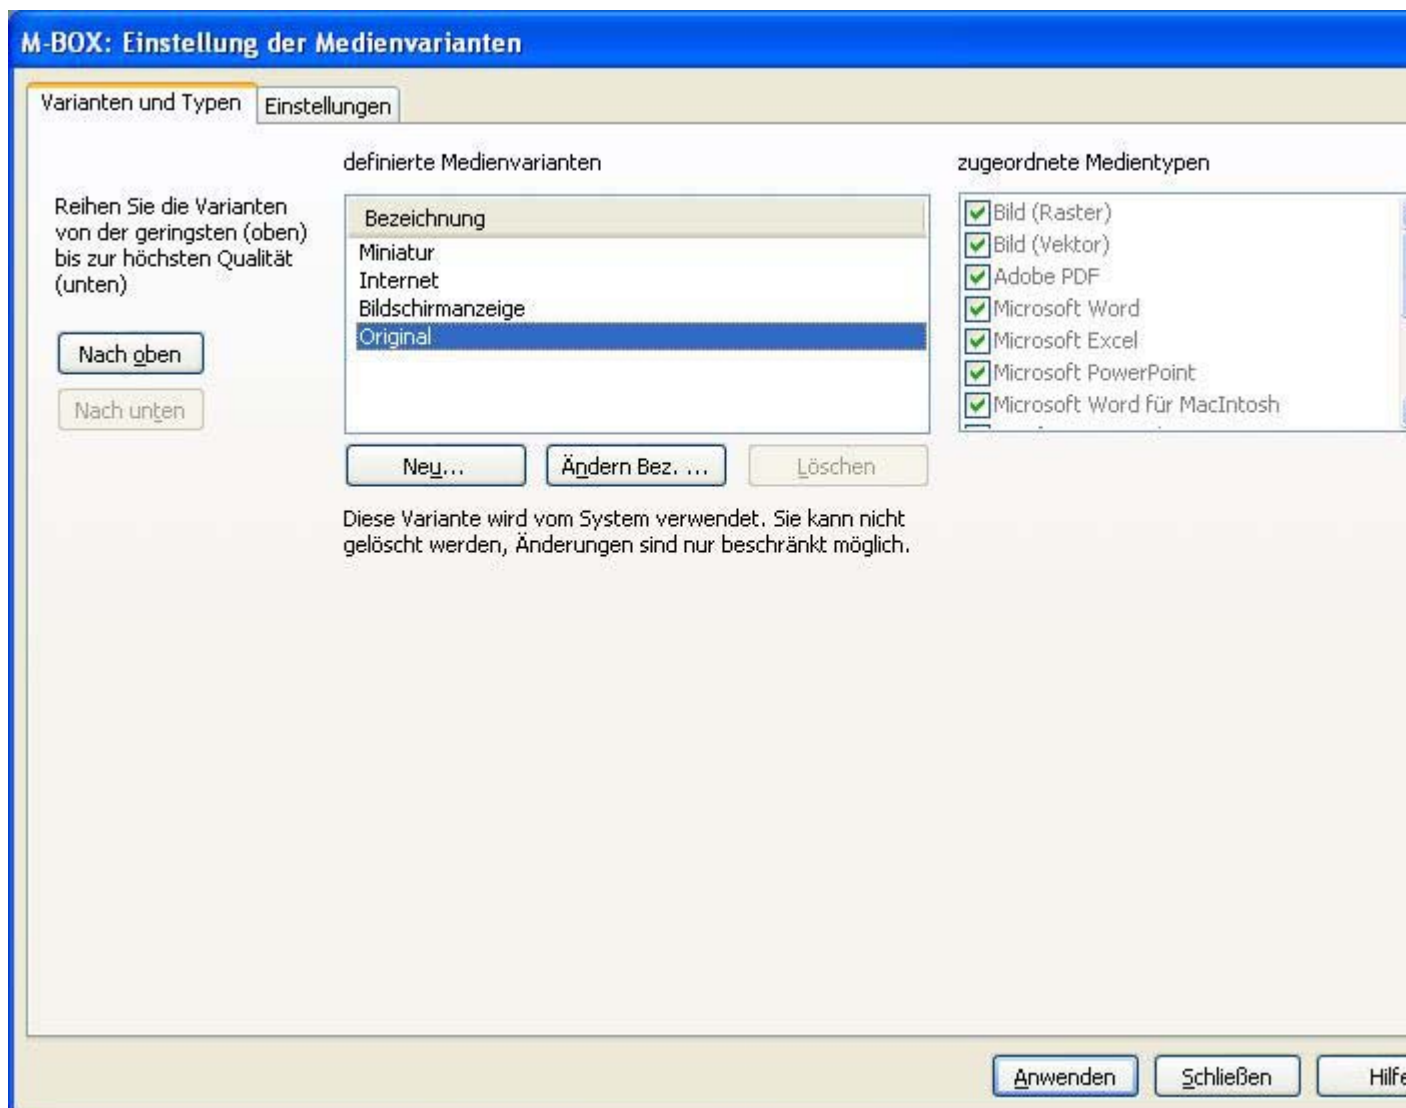 M-BOX: Einstellung der Medienvarianten
Varianten und Typen
Einstellungen
Reihen Sie die Varianten
von der geringsten (oben)
bis zur höchsten Qualität
(unten)
Nach oben
Nach unten
definierte Medienvarianten
Bezeichnung
Miniatur
Internet
Bildschirmanzeige
Original
Neu...
Ändern Bez. ...
Löschen
Diese Variante wird vom System verwendet. Sie kann nicht
gelöscht werden, Änderungen sind nur beschränkt möglich.
zugeordnete Medientypen
Bild (Raster)
Bild (Vektor)
Adobe PDF
Microsoft Word
Microsoft Excel
Microsoft PowerPoint
Microsoft Word für MacIntosh
Anwenden
Schließen
Hilfe